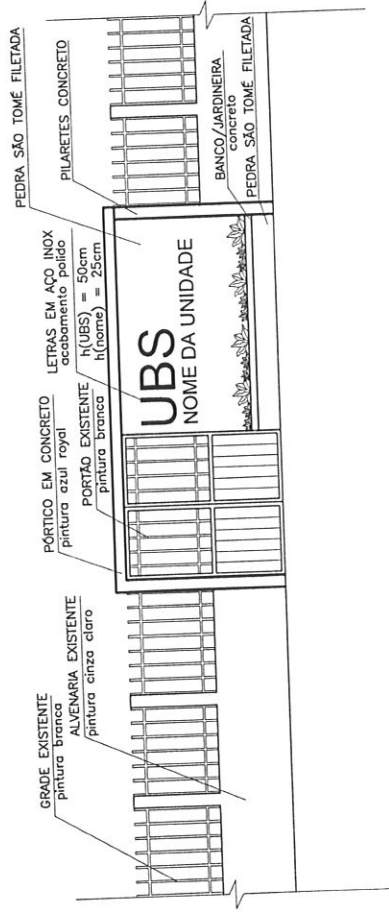 GRADE EXISTENTE
pintura branca
ALVENARIA EXISTENTE
pintura cinza claro
PÓRTICO EM CONCRETO
pintura azul royal
PORTÃO EXISTENTE
pintura branca
LETRAS EM AÇO INOX
acabamento polido
h(UBS) = 50cm
h(nome) = 25cm
PEDRA SÃO TOMÉ FILETADA
PILARETES CONCRETO
UBS
NOME DA UNIDADE
BANCO/JARDINEIRA
concreto
PEDRA SÃO TOMÉ FILETADA